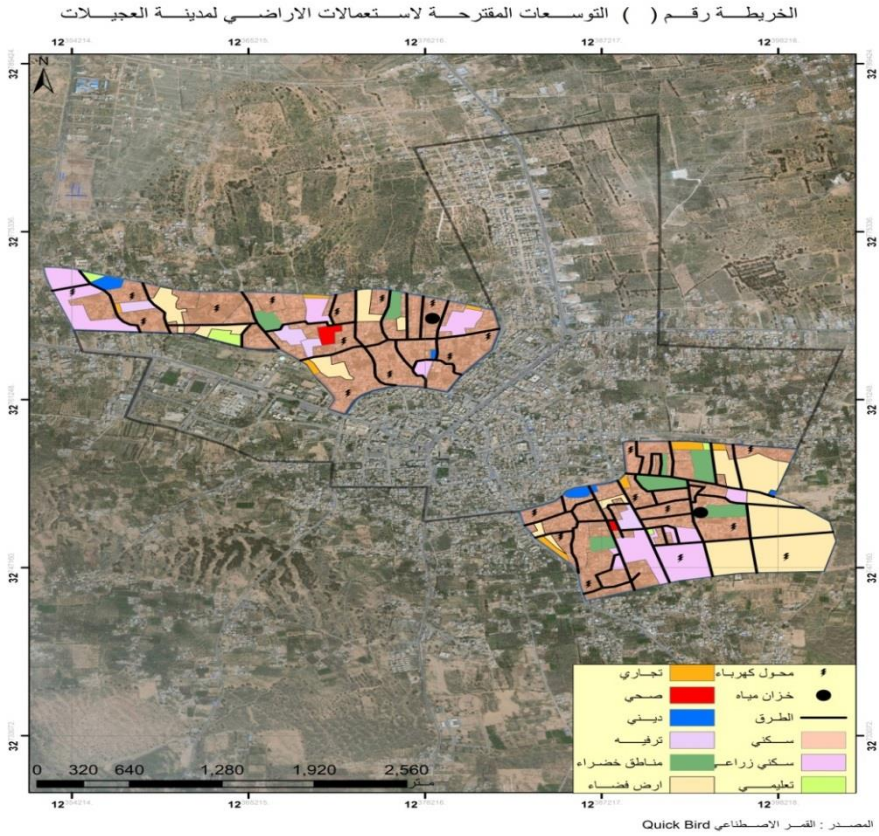 الخريطة رقم ( ) التوسعات المقترحة لاستعمالات الاراضي لمدينة العجيلات
N
محول كهرباء
تجاري
خزان مياه
صحي
الطرق
ديني
سكني
ترفيه
سكني زراعي
مناطق خضراء
تعليمي
ارض فضاء
0 320 640 1,280 1,920 2,560
متر
المصدر : القمر الاصطناعي Quick Bird